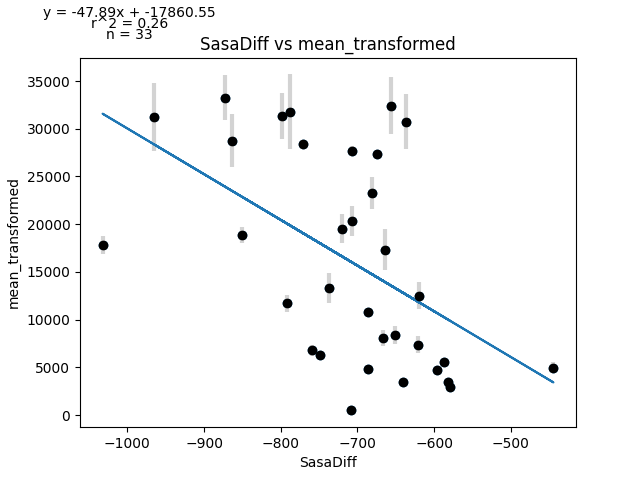 y = -47.89x + -17860.55
r^2 = 0.26
n = 33
SasaDiff vs mean_transformed
mean_transformed
35000
30000
25000
20000
15000
10000
5000
0
−1000 −900 −800 −700 −600 −500
SasaDiff